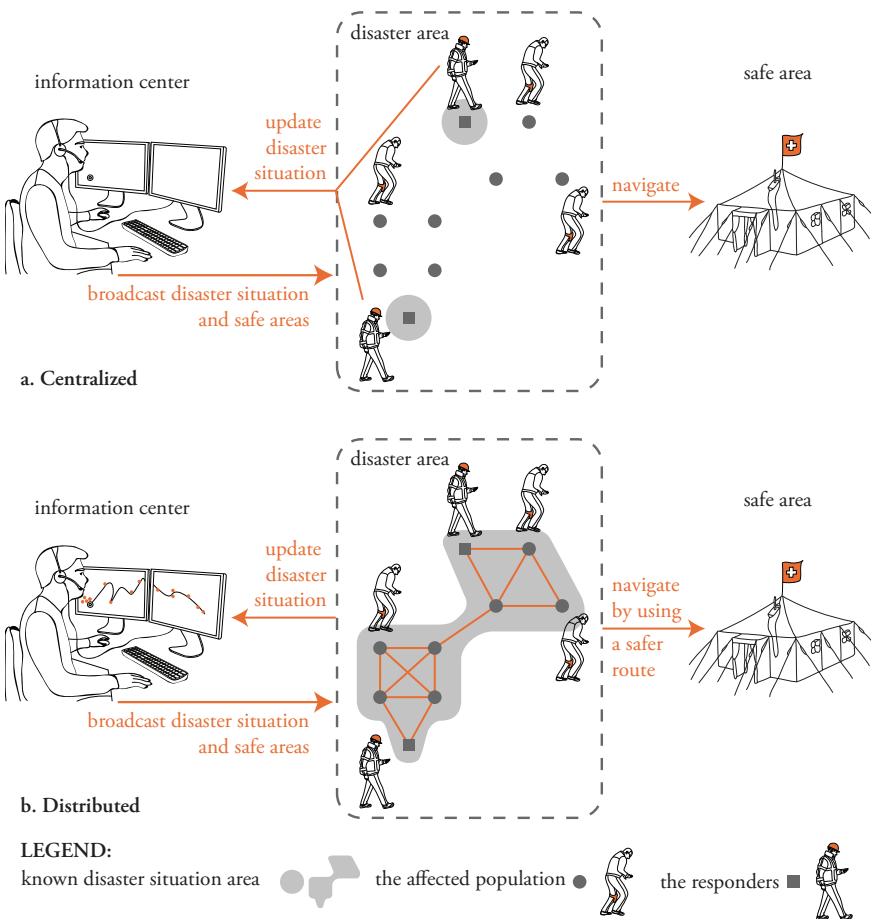 disaster area
information center
safe area
update
disaster
situation
navigate
broadcast disaster situation
and safe areas
a. Centralized
disaster area
information center
safe area
update
disaster
situation
navigate
by using
a safer
route
broadcast disaster situation
and safe areas
b. Distributed
LEGEND:
known disaster situation area
the affected population
the responders